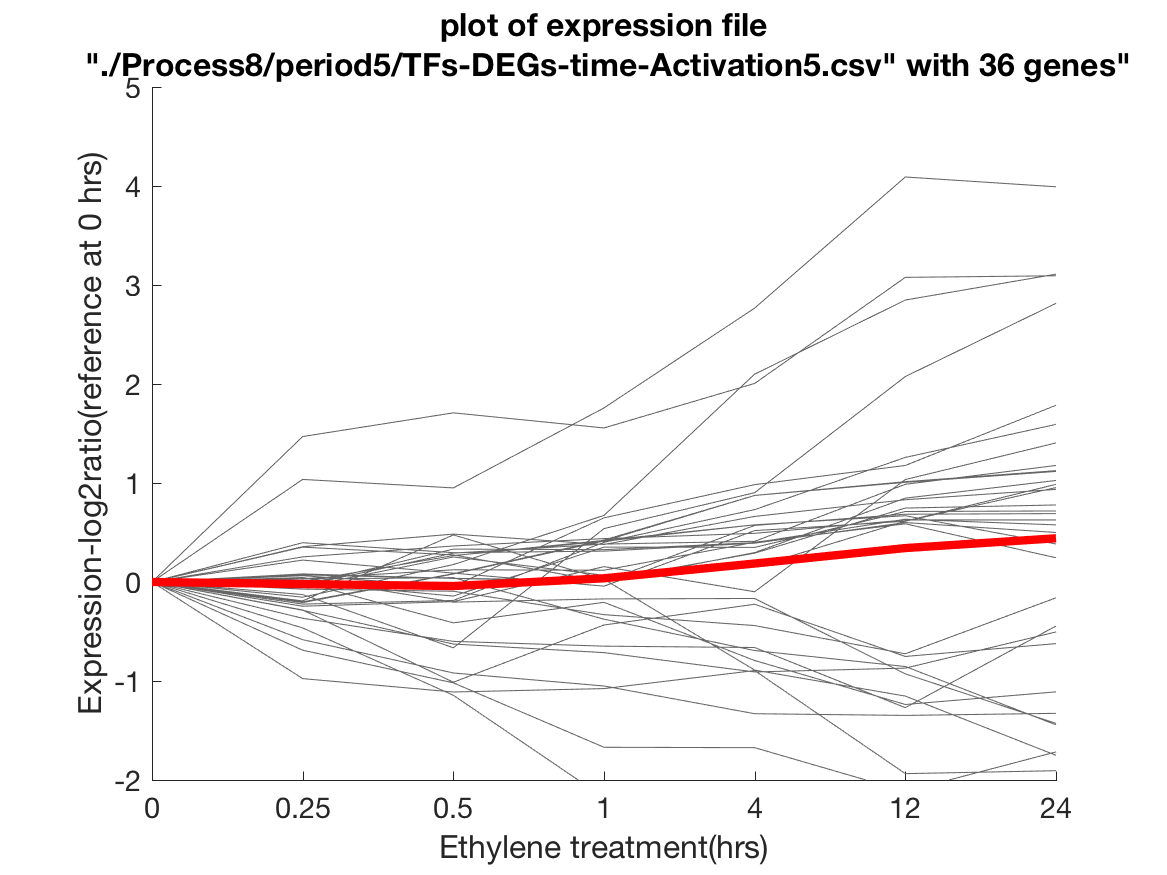 plot of expression file
"./Process8/period5/TFs-DEGs-time-Activation5.csv" with 36 genes"
5
4
3
2
1
0
-1
-2
Expression-log2ratio(reference at 0 hrs)
0 0.25 0.5 1 4 12 24
Ethylene treatment(hrs)